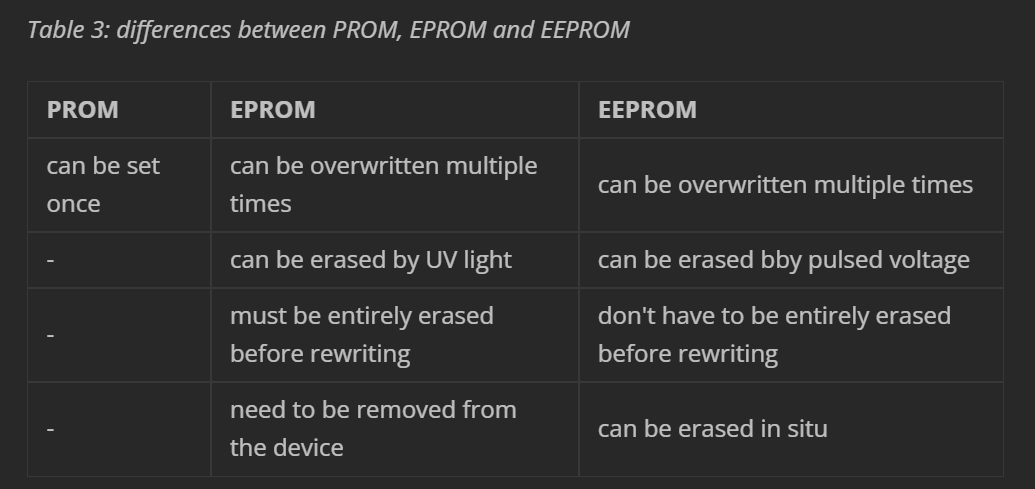 Table 3: differences between PROM, EPROM and EEPROM
PROM
EPROM
EEPROM
can be set
once
can be overwritten multiple
times
can be overwritten multiple times
-
can be erased by UV light
can be erased bby pulsed voltage
-
must be entirely erased
before rewriting
don't have to be entirely erased
before rewriting
-
need to be removed from
the device
can be erased in situ